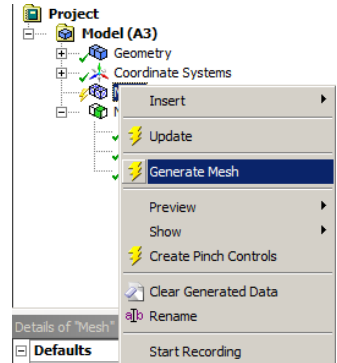 Project
Model (A3)
Geometry
Coordinate Systems
Insert
Update
Generate Mesh
Preview
Show
Create Pinch Controls
Clear Generated Data
Rename
Start Recording
Details of "Mesh"
Defaults